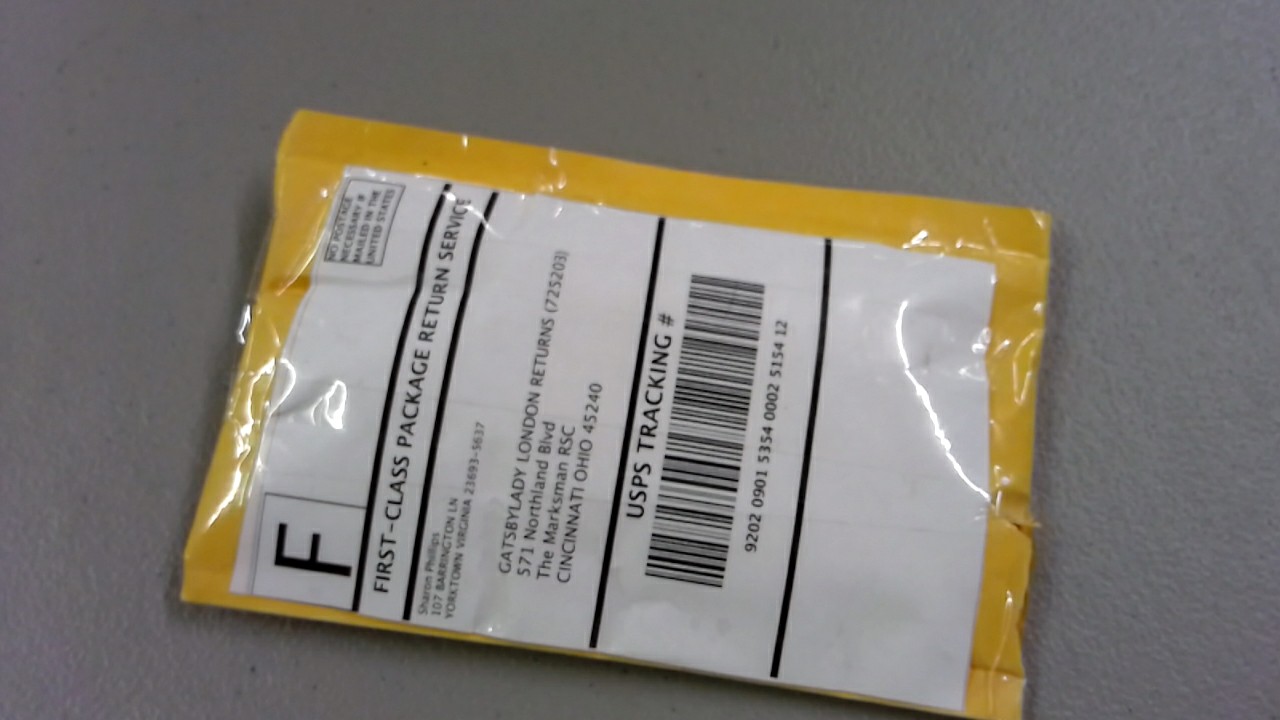 NO POSTAGE
NECESSARY IF
MAILED IN THE
UNITED STATES
F
FIRST-CLASS PACKAGE RETURN SERVICE
Sharon Phillips
107 BARRINGTON LN
YORKTOWN VIRGINIA 23693-5637
GATSBYLADY LONDON RETURNS (725203)
571 Northland Blvd
The Marksman RSC
CINCINNATI OHIO 45240
USPS TRACKING #
9202 0901 5354 0002 5154 12